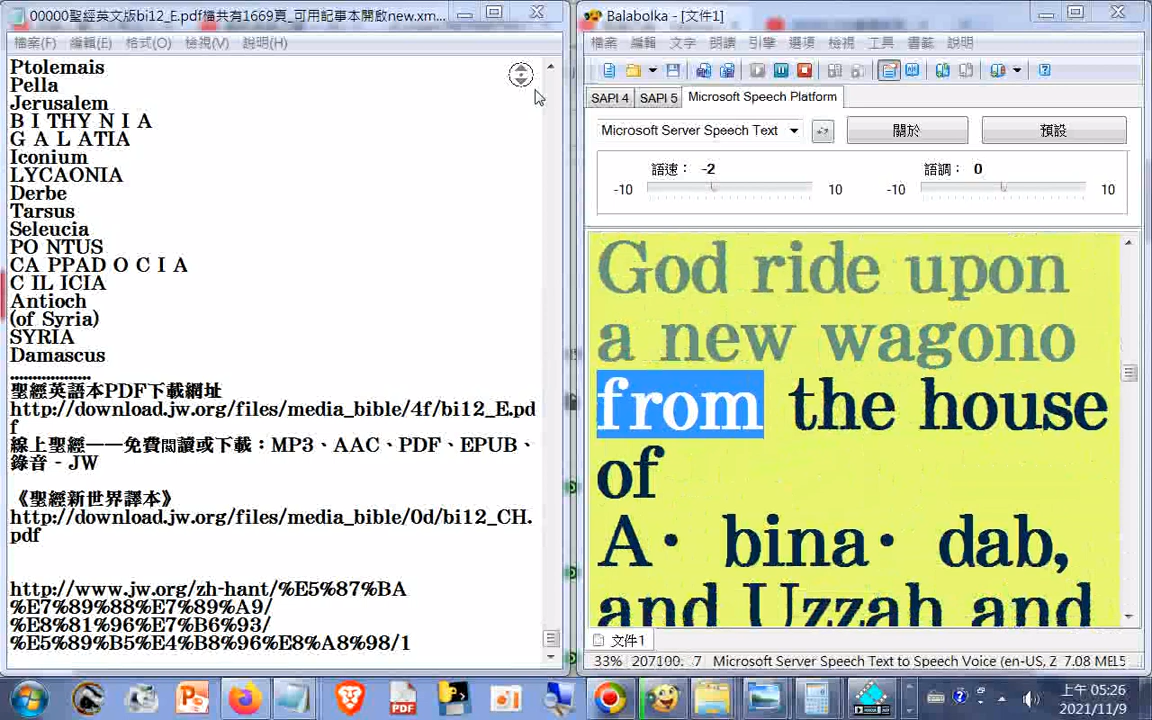 00000聖經英文版bi12_E.pdf檔共有1669頁_可用記事本開啟new.xm...
檔案(F) 編輯(E) 格式(O) 檢視(V) 說明(H)
Ptolemais
Pella
Jerusalem
B I THY N I A
G A L ATIA
Iconium
LYCAONIA
Derbe
Tarsus
Seleucia
PO NTUS
CA PPAD O C I A
C IL ICIA
Antioch
(of Syria)
SYRIA
Damascus
..................
聖經英語本PDF下載網址
http://download.jw.org/files/media_bible/4f/bi12_E.pd
f
線上聖經——免費閱讀或下載：MP3、AAC、PDF、EPUB、
錄音 - JW
《聖經新世界譯本》
http://download.jw.org/files/media_bible/0d/bi12_CH.
pdf
http://www.jw.org/zh-hant/%E5%87%BA
%E7%89%88%E7%89%A9/
%E8%81%96%E7%B6%93/
%E5%89%B5%E4%B8%96%E8%A8%98/1
Balabolka - [文件1]
檔案 編輯 文字 朗讀 引擎 選項 檢視 工具 書籤 說明
SAPI 4 SAPI 5 Microsoft Speech Platform
Microsoft Server Speech Text 關於 預設
語速： -2 語調： 0
-10 10 -10 10
God ride upon
a new wagono
from the house
of
A· bina· dab,
and Uzzah and
文件1
33% 207100. 7 Microsoft Server Speech Text to Speech Voice (en-US, Z 7.08 МБ15
PDF
上午 05:26
2021/11/9